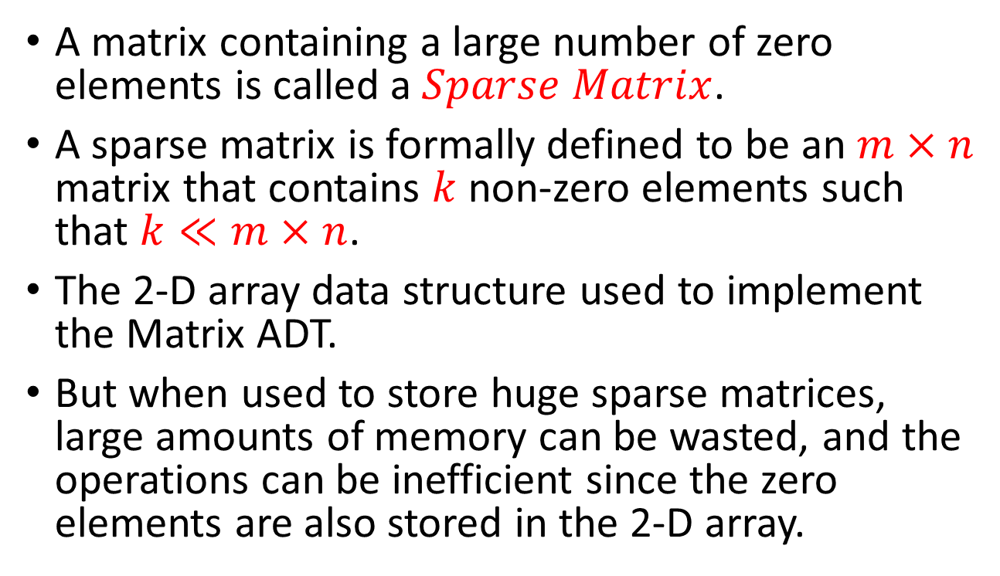 • A matrix containing a large number of zero
elements is called a Sparse Matrix.
• A sparse matrix is formally defined to be an m × n
matrix that contains k non-zero elements such
that k ≪ m × n.
• The 2-D array data structure used to implement
the Matrix ADT.
• But when used to store huge sparse matrices,
large amounts of memory can be wasted, and the
operations can be inefficient since the zero
elements are also stored in the 2-D array.